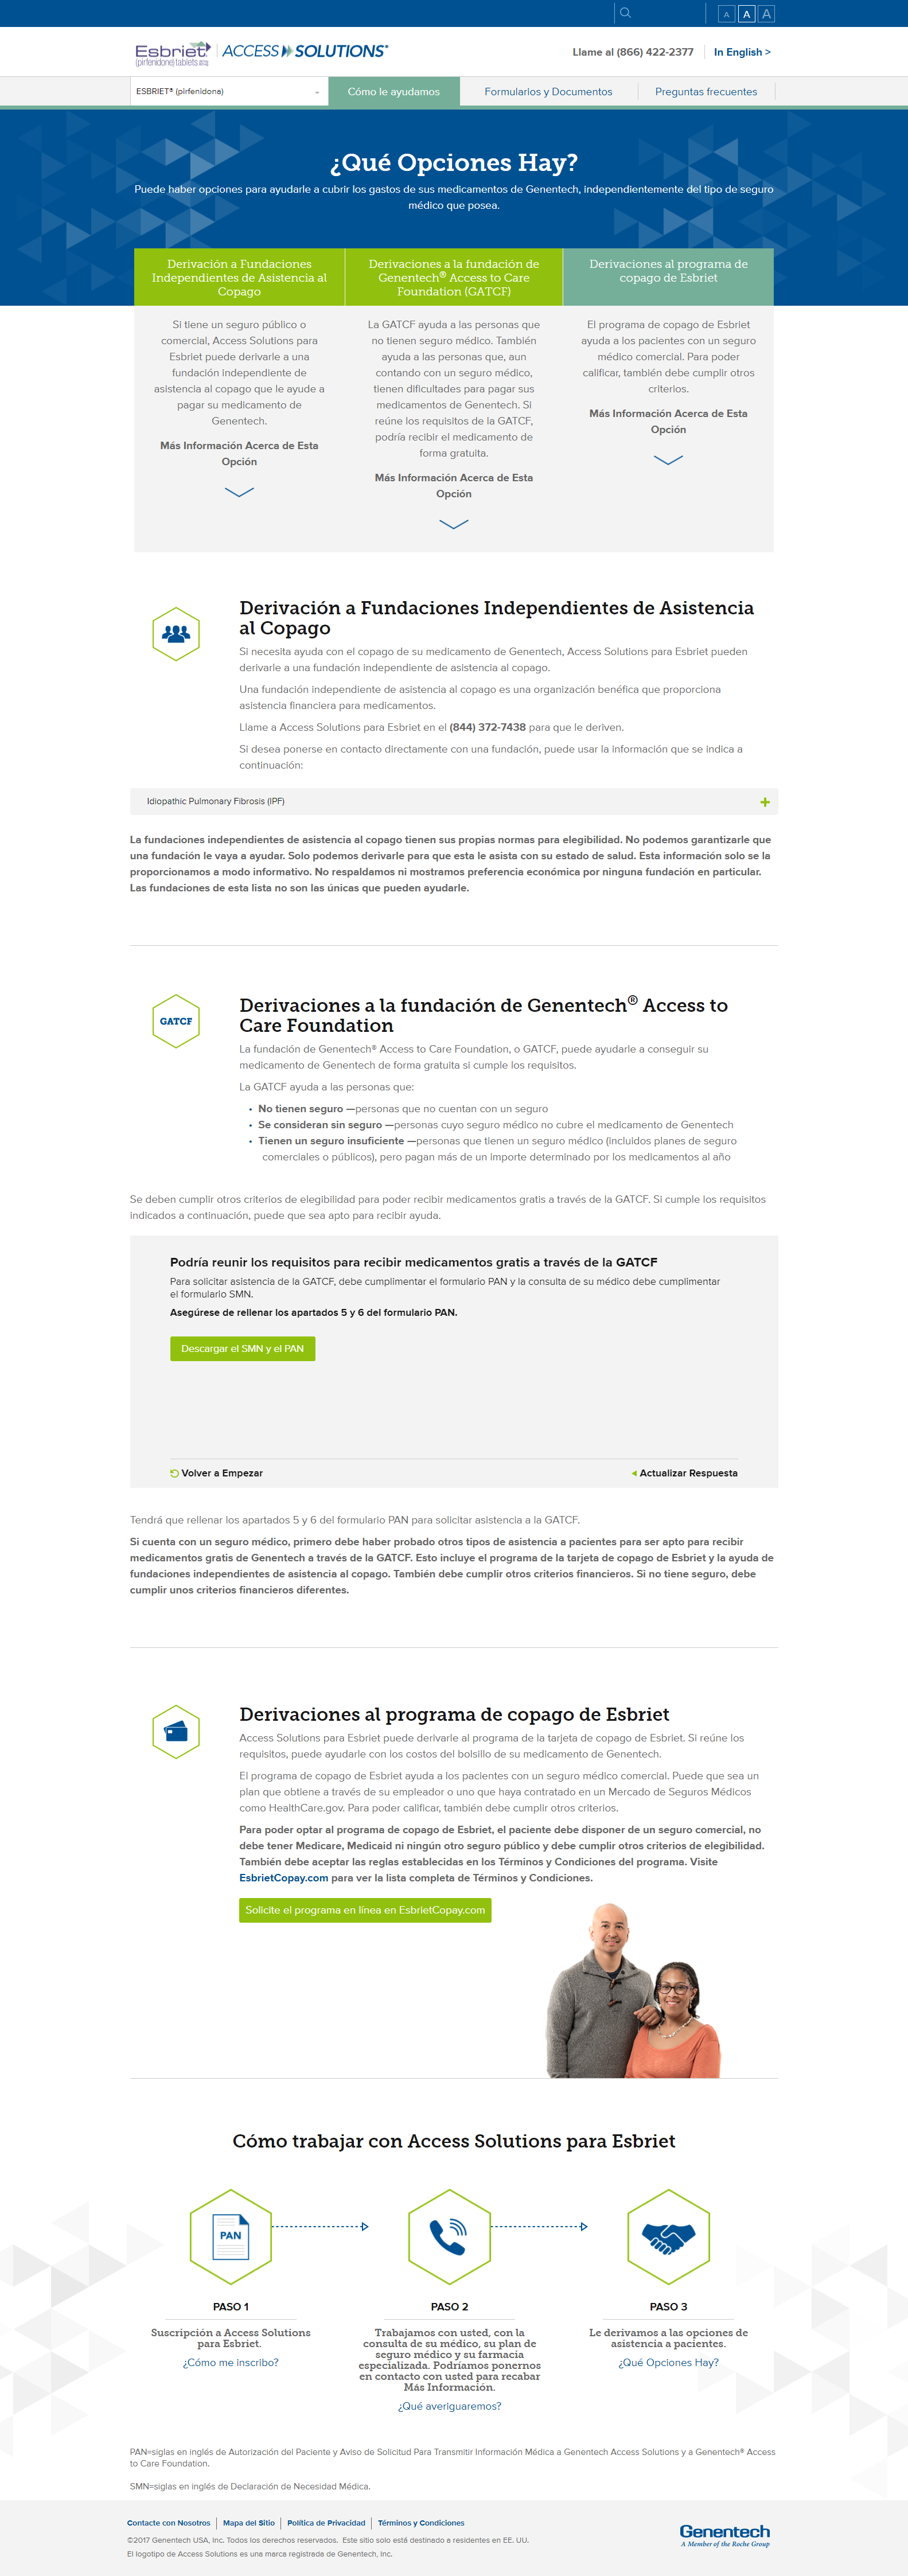 A A A
Esbriet
(pirfenidone) tablets
ACCESS SOLUTIONS®
Llame al (866) 422-2377
In English >
ESBRIET® (pirfenidona)
Cómo le ayudamos
Formularios y Documentos
Preguntas frecuentes
¿Qué Opciones Hay?
Puede haber opciones para ayudarle a cubrir los gastos de sus medicamentos de Genentech, independientemente del tipo de seguro
médico que posea.
Derivación a Fundaciones
Independientes de Asistencia al
Copago
Si tiene un seguro público o
comercial, Access Solutions para
Esbriet puede derivarle a una
fundación independiente de
asistencia al copago que le ayude a
pagar su medicamento de
Genentech.
Más Información Acerca de Esta
Opción
Derivaciones a la fundación de
Genentech® Access to Care
Foundation (GATCF)
La GATCF ayuda a las personas que
no tienen seguro médico. También
ayuda a las personas que, aun
contando con un seguro médico,
tienen dificultades para pagar sus
medicamentos de Genentech. Si
reúne los requisitos de la GATCF,
podría recibir el medicamento de
forma gratuita.
Más Información Acerca de Esta
Opción
Derivaciones al programa de
copago de Esbriet
El programa de copago de Esbriet
ayuda a los pacientes con un seguro
médico comercial. Para poder
calificar, también debe cumplir otros
criterios.
Más Información Acerca de Esta
Opción
Derivación a Fundaciones Independientes de Asistencia
al Copago
Si necesita ayuda con el copago de su medicamento de Genentech, Access Solutions para Esbriet pueden
derivarle a una fundación independiente de asistencia al copago.
Una fundación independiente de asistencia al copago es una organización benéfica que proporciona
asistencia financiera para medicamentos.
Llame a Access Solutions para Esbriet en el (844) 372-7438 para que le deriven.
Si desea ponerse en contacto directamente con una fundación, puede usar la información que se indica a
continuación:
Idiopathic Pulmonary Fibrosis (IPF)
La fundaciones independientes de asistencia al copago tienen sus propias normas para elegibilidad. No podemos garantizarle que
una fundación le vaya a ayudar. Solo podemos derivarle para que esta le asista con su estado de salud. Esta información solo se la
proporcionamos a modo informativo. No respaldamos ni mostramos preferencia económica por ninguna fundación en particular.
Las fundaciones de esta lista no son las únicas que pueden ayudarle.
GATCF
Derivaciones a la fundación de Genentech® Access to
Care Foundation
La fundación de Genentech® Access to Care Foundation, o GATCF, puede ayudarle a conseguir su
medicamento de Genentech de forma gratuita si cumple los requisitos.
La GATCF ayuda a las personas que:
• No tienen seguro —personas que no cuentan con un seguro
• Se consideran sin seguro —personas cuyo seguro médico no cubre el medicamento de Genentech
• Tienen un seguro insuficiente —personas que tienen un seguro médico (incluidos planes de seguro
comerciales o públicos), pero pagan más de un importe determinado por los medicamentos al año
Se deben cumplir otros criterios de elegibilidad para poder recibir medicamentos gratis a través de la GATCF. Si cumple los requisitos
indicados a continuación, puede que sea apto para recibir ayuda.
Podría reunir los requisitos para recibir medicamentos gratis a través de la GATCF
Para solicitar asistencia de la GATCF, debe cumplimentar el formulario PAN y la consulta de su médico debe cumplimentar
el formulario SMN.
Asegúrese de rellenar los apartados 5 y 6 del formulario PAN.
Descargar el SMN y el PAN
Volver a Empezar
Actualizar Respuesta
Tendrá que rellenar los apartados 5 y 6 del formulario PAN para solicitar asistencia a la GATCF.
Si cuenta con un seguro médico, primero debe haber probado otros tipos de asistencia a pacientes para ser apto para recibir
medicamentos gratis de Genentech a través de la GATCF. Esto incluye el programa de la tarjeta de copago de Esbriet y la ayuda de
fundaciones independientes de asistencia al copago. También debe cumplir otros criterios financieros. Si no tiene seguro, debe
cumplir unos criterios financieros diferentes.
Derivaciones al programa de copago de Esbriet
Access Solutions para Esbriet puede derivarle al programa de la tarjeta de copago de Esbriet. Si reúne los
requisitos, puede ayudarle con los costos del bolsillo de su medicamento de Genentech.
El programa de copago de Esbriet ayuda a los pacientes con un seguro médico comercial. Puede que sea un
plan que obtiene a través de su empleador o uno que haya contratado en un Mercado de Seguros Médicos
como HealthCare.gov. Para poder calificar, también debe cumplir otros criterios.
Para poder optar al programa de copago de Esbriet, el paciente debe disponer de un seguro comercial, no
debe tener Medicare, Medicaid ni ningún otro seguro público y debe cumplir otros criterios de elegibilidad.
También debe aceptar las reglas establecidas en los Términos y Condiciones del programa. Visite
EsbrietCopay.com para ver la lista completa de Términos y Condiciones.
Solicite el programa en línea en EsbrietCopay.com
Cómo trabajar con Access Solutions para Esbriet
PAN
PASO 1
Suscripción a Access Solutions
para Esbriet.
¿Cómo me inscribo?
PASO 2
Trabajamos con usted, con la
consulta de su médico, su plan de
seguro médico y su farmacia
especializada. Podríamos ponernos
en contacto con usted para recabar
Más Información.
¿Qué averiguaremos?
PASO 3
Le derivamos a las opciones de
asistencia a pacientes.
¿Qué Opciones Hay?
PAN=siglas en inglés de Autorización del Paciente y Aviso de Solicitud Para Transmitir Información Médica a Genentech Access Solutions y a Genentech® Access
to Care Foundation.
SMN=siglas en inglés de Declaración de Necesidad Médica.
Contacte con Nosotros
Mapa del Sitio
Política de Privacidad
Términos y Condiciones
©2017 Genentech USA, Inc. Todos los derechos reservados. Este sitio solo está destinado a residentes en EE. UU.
El logotipo de Access Solutions es una marca registrada de Genentech, Inc.
Genentech
A Member of the Roche Group